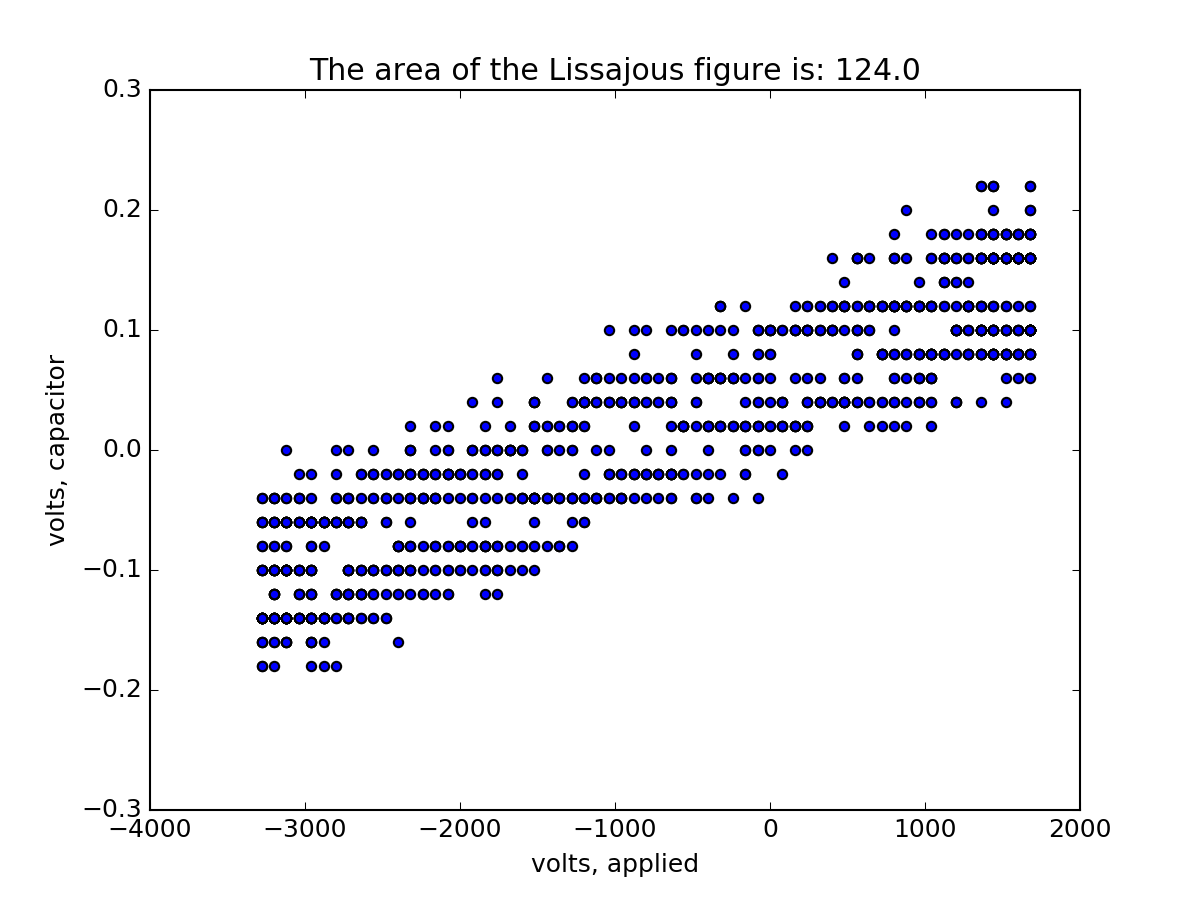 The area of the Lissajous figure is: 124.0
0.3
0.2
0.1
0.0
−0.1
−0.2
−0.3
volts, capacitor
−4000 −3000 −2000 −1000 0 1000 2000
volts, applied